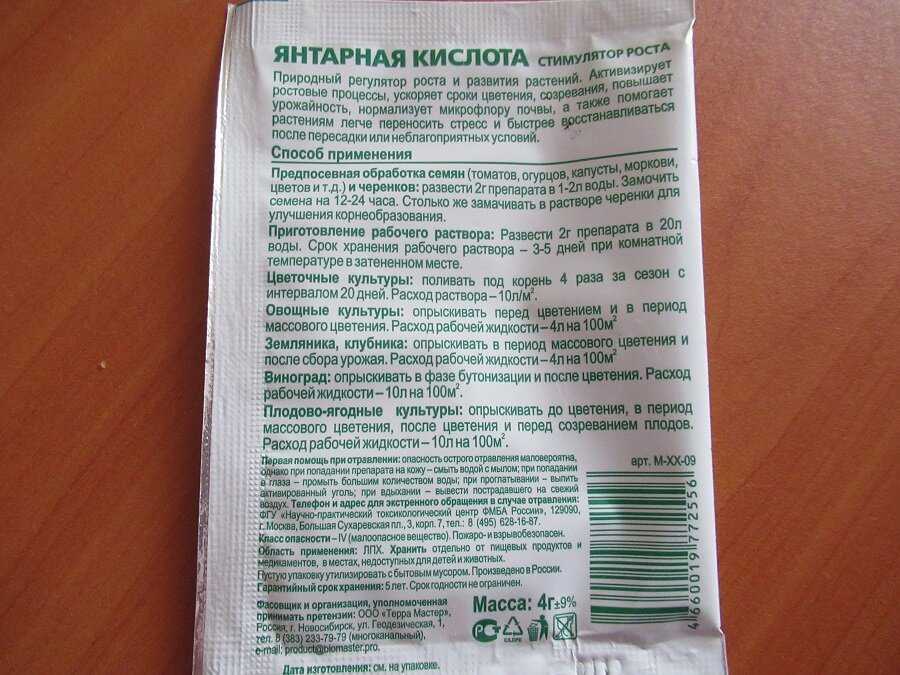 ЯНТАРНАЯ КИСЛОТА СТИМУЛЯТОР РОСТА
Природный регулятор роста и развития растений. Активизирует
ростовые процессы, ускоряет сроки цветения, созревания, повышает
урожайность, нормализует микрофлору почвы, а также помогает
растениям легче переносить стресс и быстрее восстанавливаться
после пересадки или неблагоприятных условий.
Способ применения
Предпосевная обработка семян (томатов, огурцов, капусты, моркови,
цветов и т.д.) и черенков: развести 2г препарата в 1-2л воды. Замочить
семена на 12-24 часа. Столько же замачивать в растворе черенки для
улучшения корнеобразования.
Приготовление рабочего раствора: Развести 2г препарата в 20л
воды. Срок хранения рабочего раствора – 3-5 дней при комнатной
температуре в затененном месте.
Цветочные культуры: поливать под корень 4 раза за сезон с
интервалом 20 дней. Расход раствора – 10л/м².
Овощные культуры: опрыскивать перед цветением и в период
массового цветения. Расход рабочей жидкости – 4л на 100м²
Земляника, клубника: опрыскивать в период массового цветения и
после сбора урожая. Расход рабочей жидкости – 4л на 100м²
Виноград: опрыскивать в фазе бутонизации и после цветения. Расход
рабочей жидкости – 10л на 100м².
Плодово-ягодные культуры: опрыскивать до цветения, в период
массового цветения, после цветения и перед созреванием плодов.
Расход рабочей жидкости – 10л на 100м².
Первая помощь при отравлении: опасность острого отравления маловероятна,
однако при попадании препарата на кожу – смыть водой с мылом; при попадании
в глаза – промыть большим количеством воды; при проглатывании – выпить
активированный уголь; при вдыхании – вывести пострадавшего на свежий
воздух. Телефон и адрес для экстренного обращения в случае отравления:
ФГУ «Научно-практический токсикологический центр ФМБА России», 129090,
г. Москва, Большая Сухаревская пл., 3, корп. 7, тел.: 8 (495) 628-16-87.
Класс опасности – IV (малоопасное вещество). Пожаро- и взрывобезопасен.
Область применения: ЛПХ. Хранить отдельно от пищевых продуктов и
медикаментов, в местах, недоступных для детей и животных.
Пустую упаковку утилизировать с бытовым мусором. Произведено в России.
Гарантийный срок хранения: 5 лет. Срок годности не ограничен.
Фасовщик и организация, уполномоченная
принимать претензии: ООО «Терра Мастер»,
Россия, г. Новосибирск, ул. Геодезическая, 1,
тел. 8 (383) 233-79-79 (многоканальный),
e-mail: product@biomaster.pro.
Дата изготовления: см. на упаковке.
Масса: 4г±9%
арт. М-ХХ-09
4660019177255 6